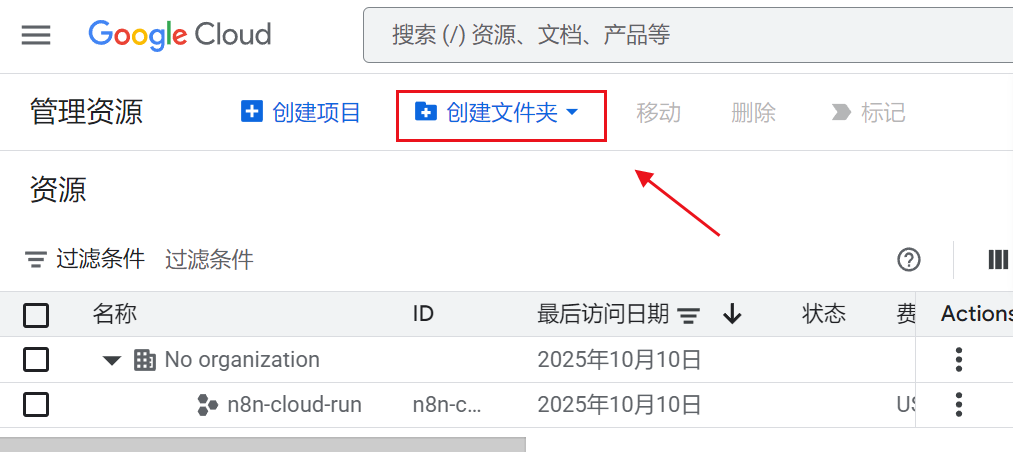 Google Cloud
搜索 (/) 资源、文档、产品等
管理资源 创建项目 创建文件夹 移动 删除 标记
资源
过滤条件 过滤条件
名称 ID 最后访问日期 状态 费 Actions
No organization 2025年10月10日
n8n-cloud-run n8n-c... 2025年10月10日 US